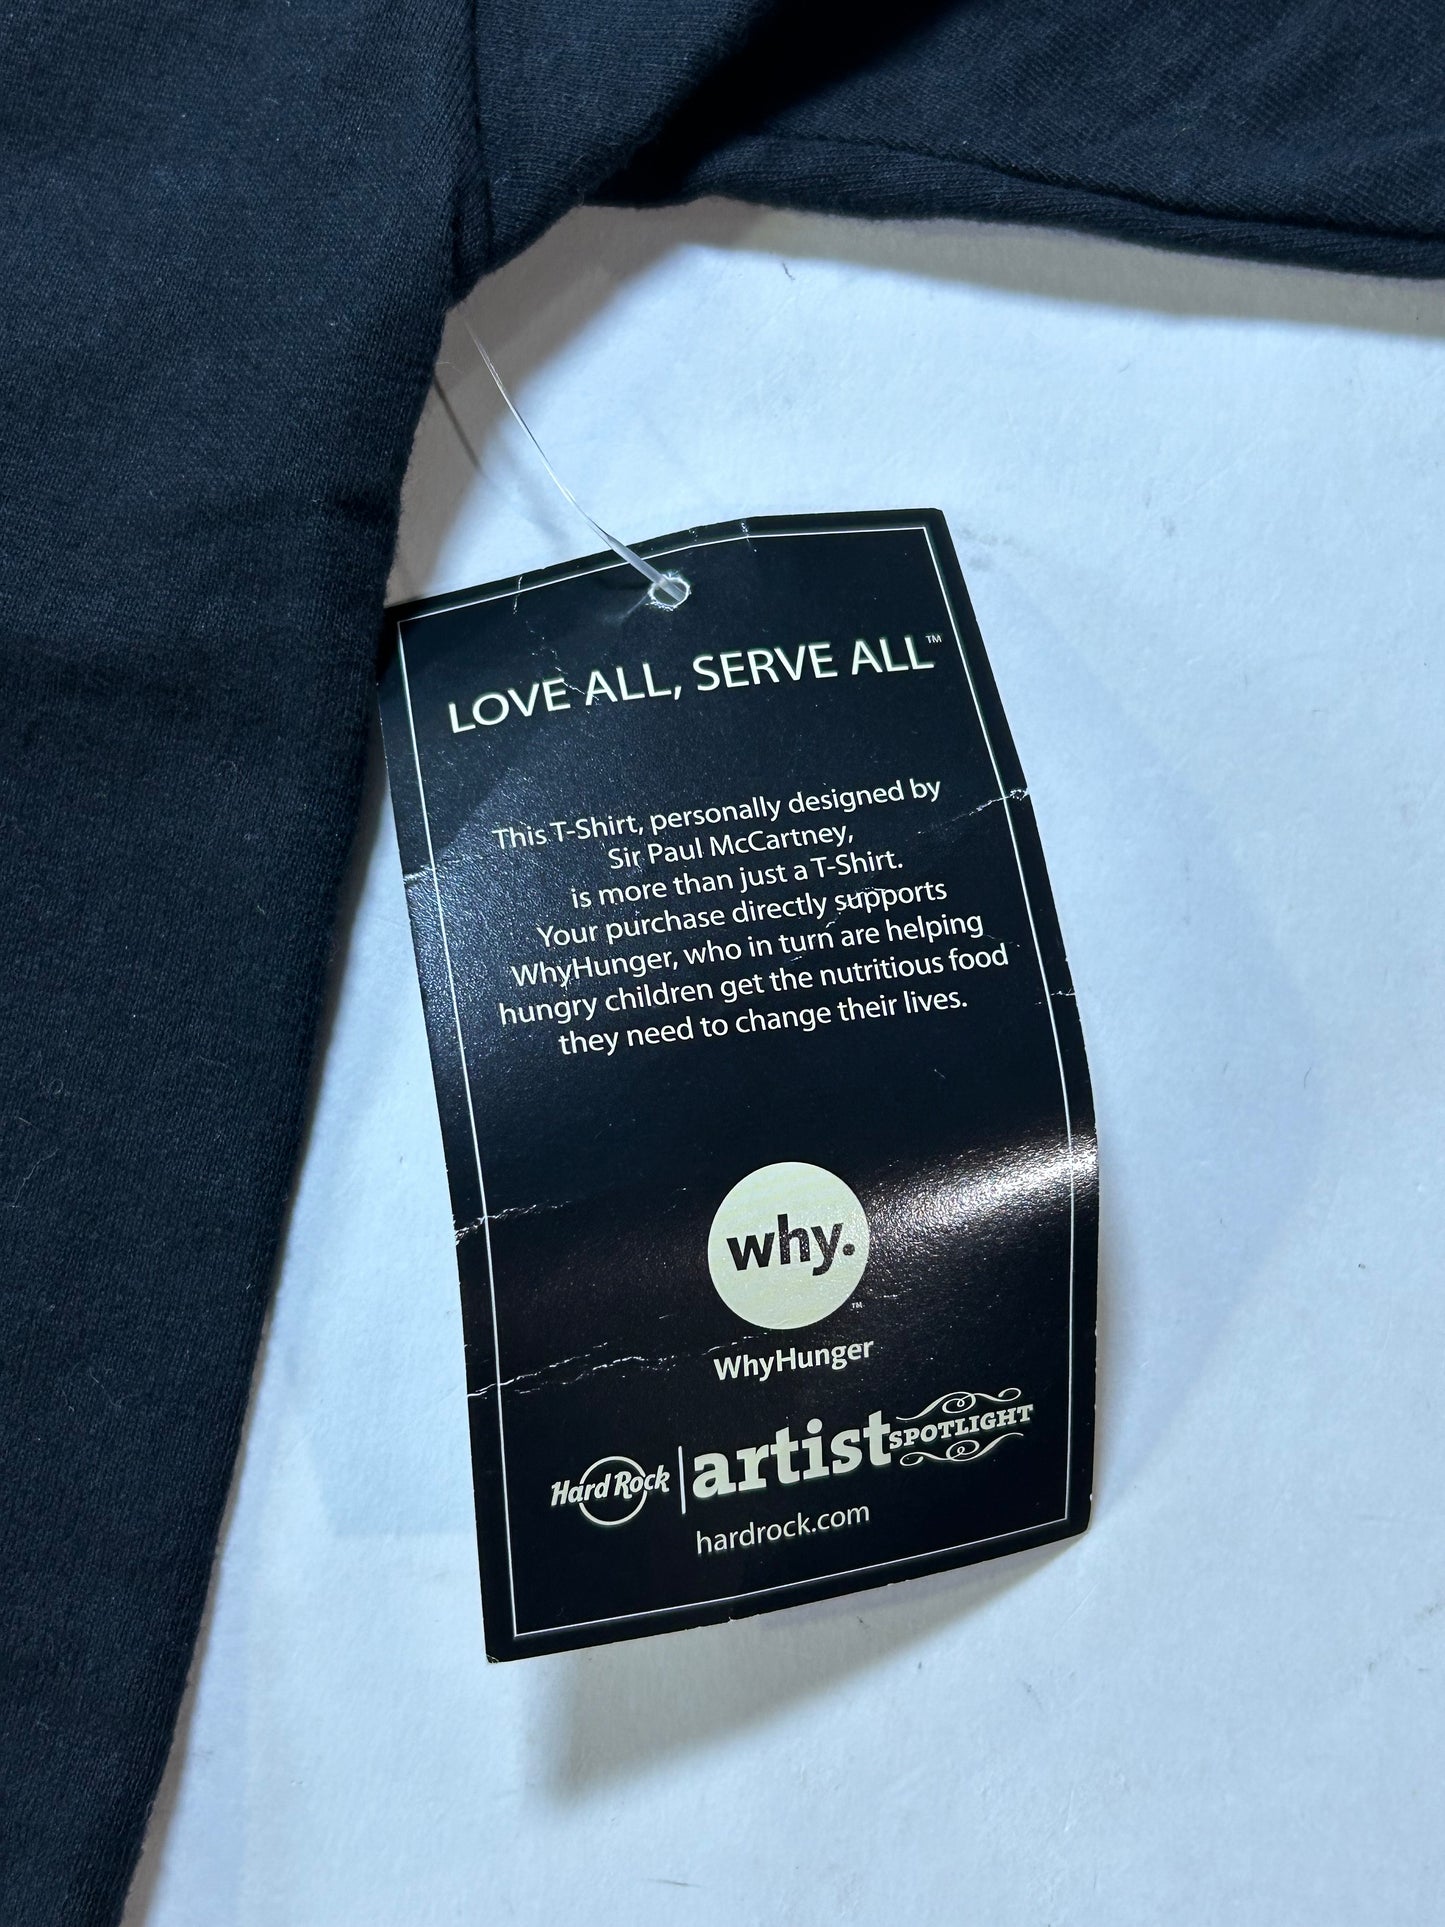 LOVE ALL, SERVE ALL™
This T-Shirt, personally designed by
Sir Paul McCartney,
is more than just a T-Shirt.
Your purchase directly supports
WhyHunger, who in turn are helping
hungry children get the nutritious food
they need to change their lives.
why.
™
WhyHunger
Hard Rock | artist SPOTLIGHT
hardrock.com